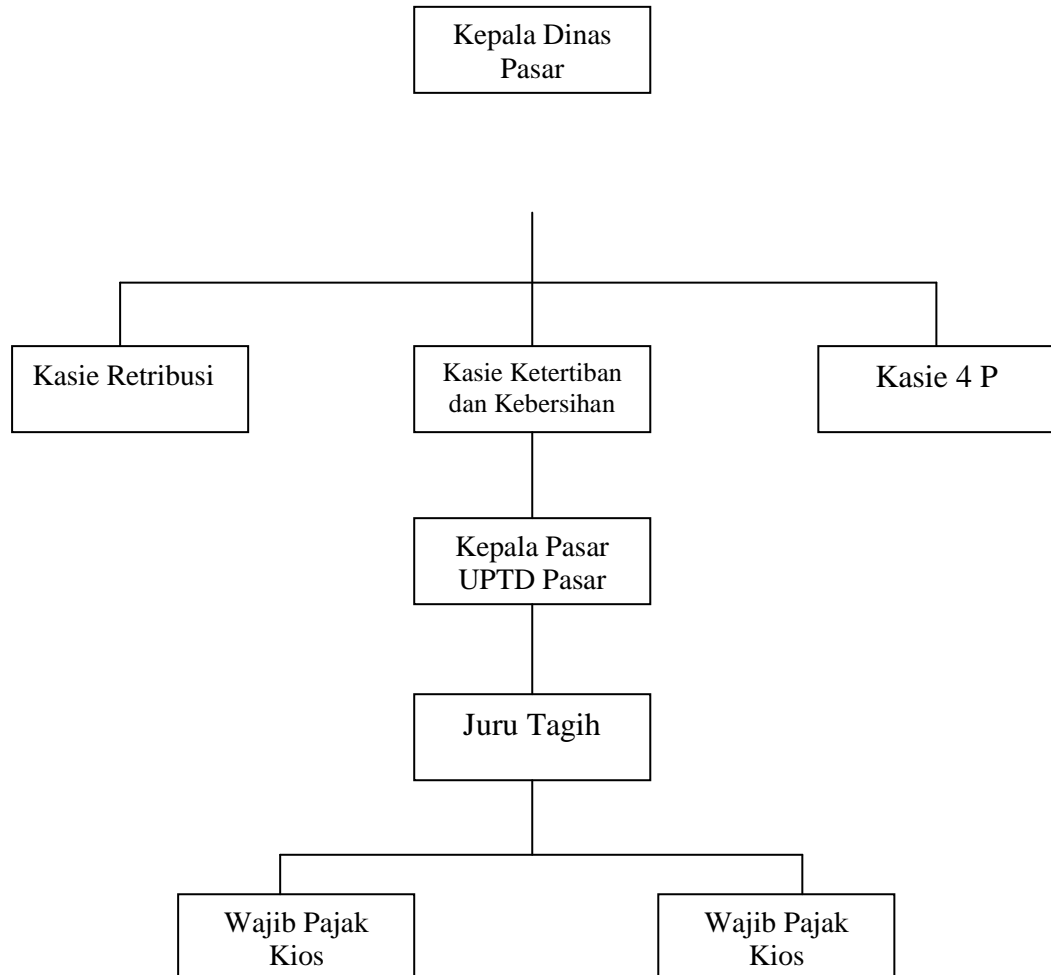 Kepala Dinas
Pasar
Kasie Retribusi
Kasie Ketertiban
dan Kebersihan
Kasie 4 P
Kepala Pasar
UPTD Pasar
Juru Tagih
Wajib Pajak
Kios
Wajib Pajak
Kios